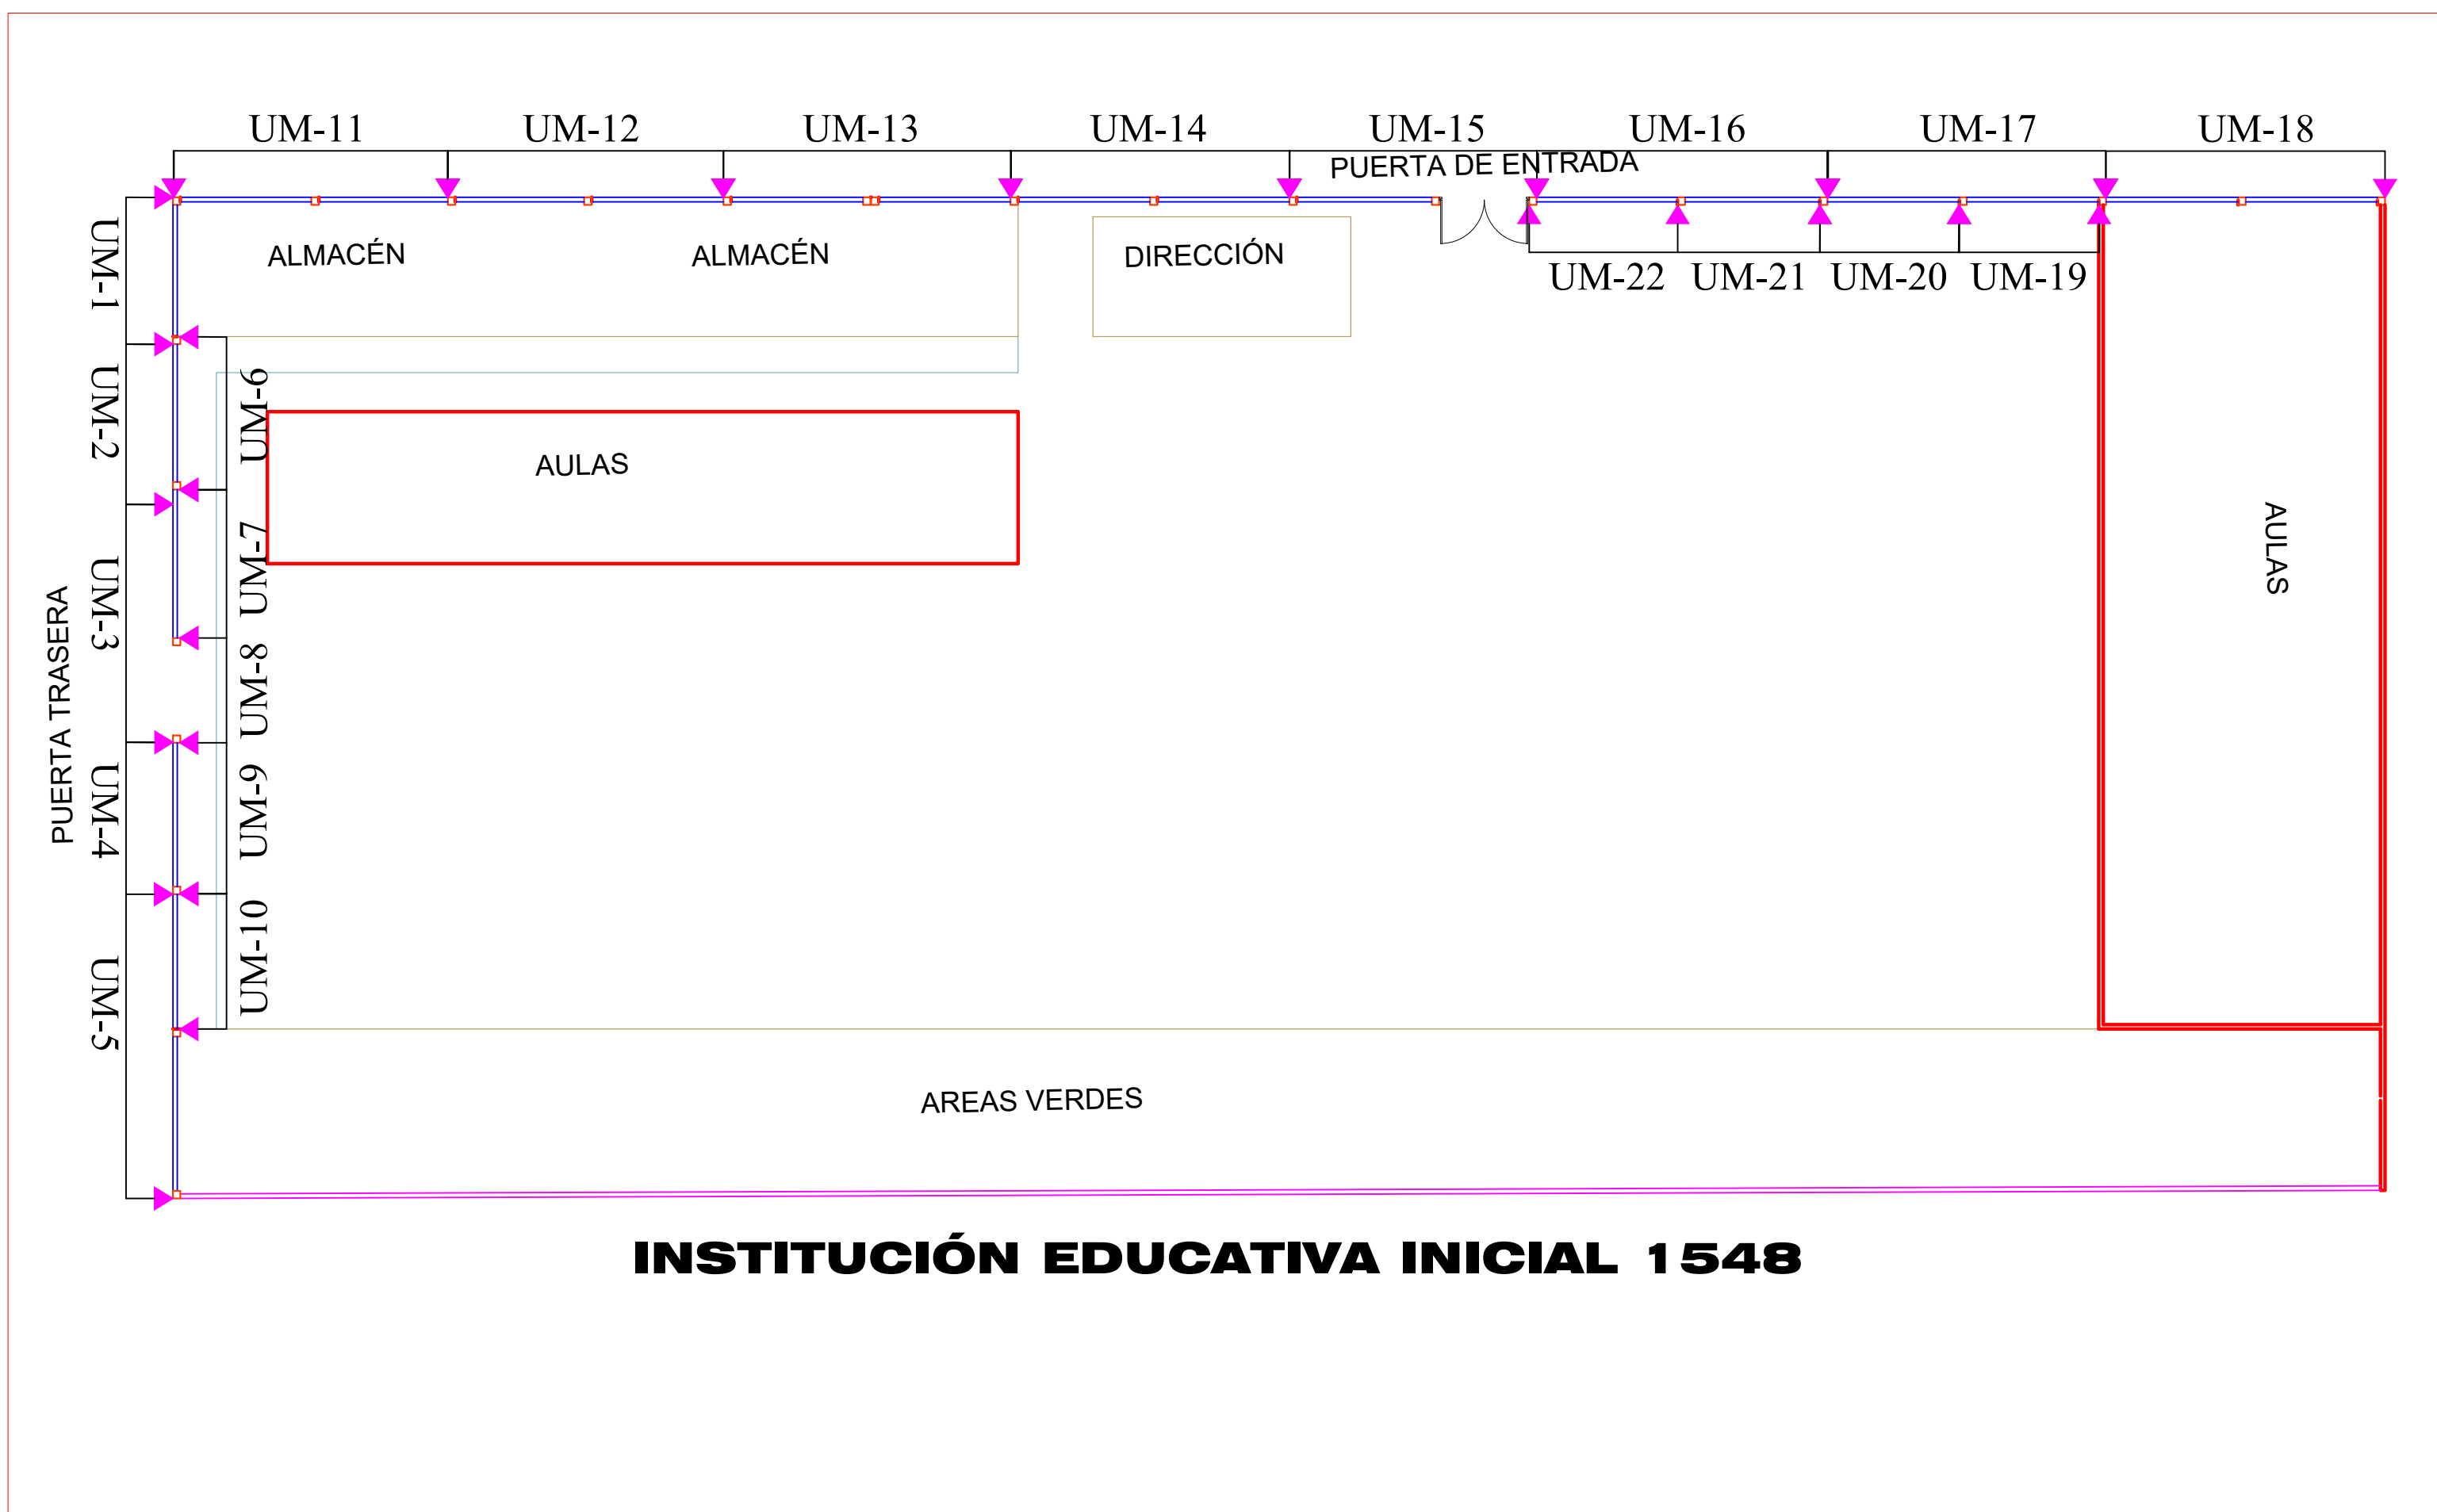 UM-11 UM-12 UM-13 UM-14 UM-15 UM-16 UM-17 UM-18
PUERTA DE ENTRADA
ALMACÉN ALMACÉN DIRECCIÓN
UM-22 UM-21 UM-20 UM-19
UM-1
UM-2
UM-3
UM-4
UM-5
PUERTA TRASERA
UM-6
UM-7
UM-8
UM-9
UM-10
AULAS
AULAS
AREAS VERDES
INSTITUCIÓN EDUCATIVA INICIAL 1548